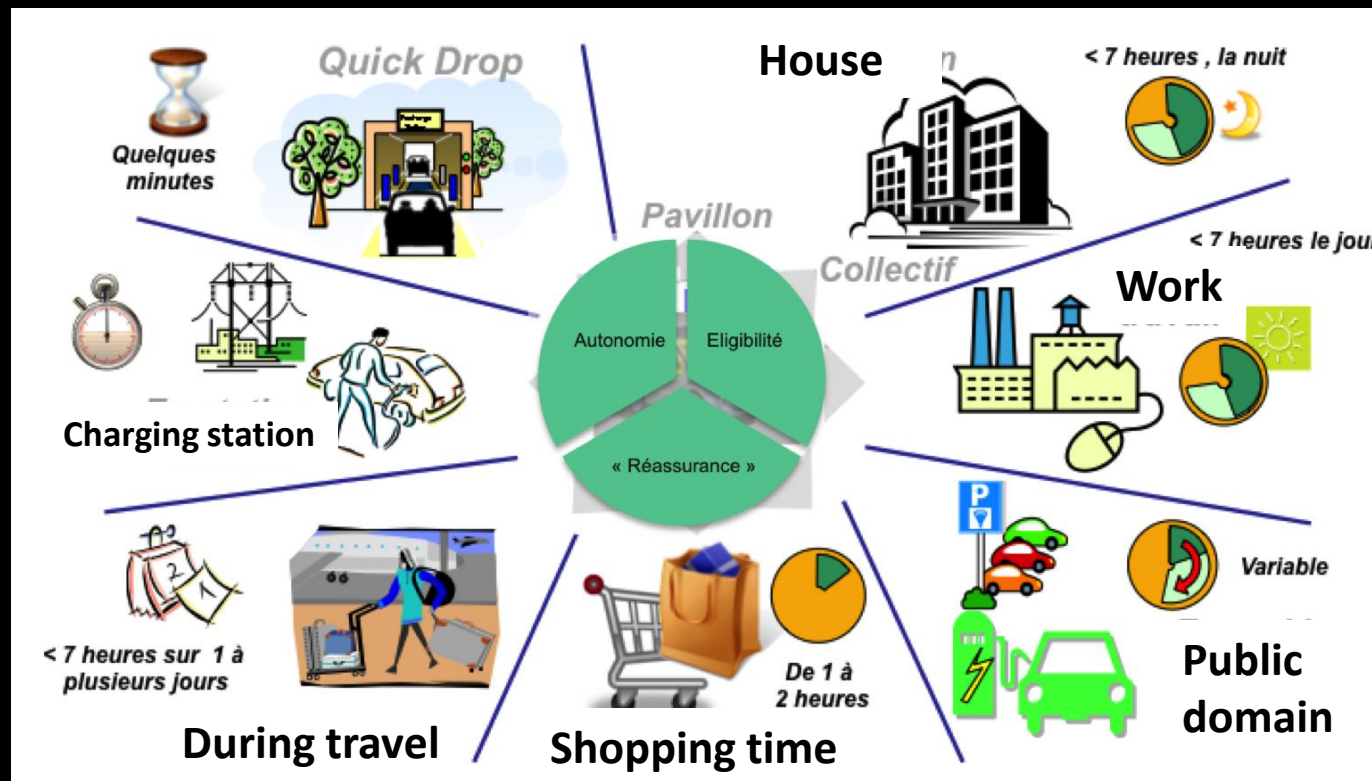 Quick Drop
House
< 7 heures , la nuit
Quelques
minutes
Pavillon
Collectif
< 7 heures le jour
Work
Autonomie
Eligibilité
« Réassurance »
Charging station
P
Variable
2
1
< 7 heures sur 1 à
plusieurs jours
De 1 à
2 heures
Public
domain
During travel
Shopping time